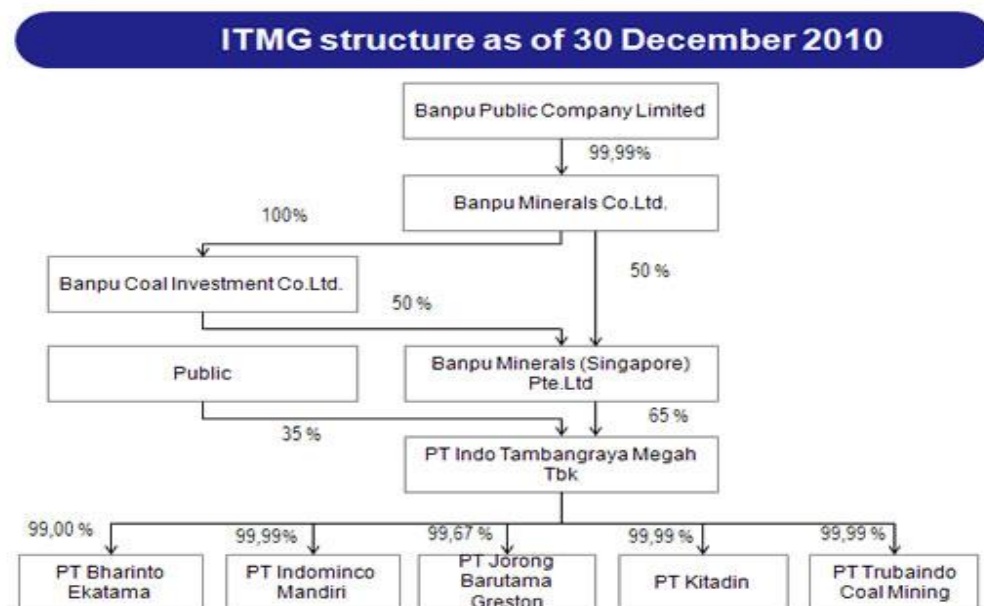 ITMG structure as of 30 December 2010
Banpu Public Company Limited
99,99%
Banpu Minerals Co.Ltd.
100%
50 %
Banpu Coal Investment Co.Ltd.
50 %
Public
Banpu Minerals (Singapore)
Pte.Ltd
65 %
35 %
PT Indo Tambangraya Megah
Tbk
99,00 %
99,99%
99,67 %
99,99 %
99,99 %
PT Bharinto
Ekatama
PT Indominco
Mandiri
PT Jorong
Barutama
Greston
PT Kitadin
PT Trubaindo
Coal Mining